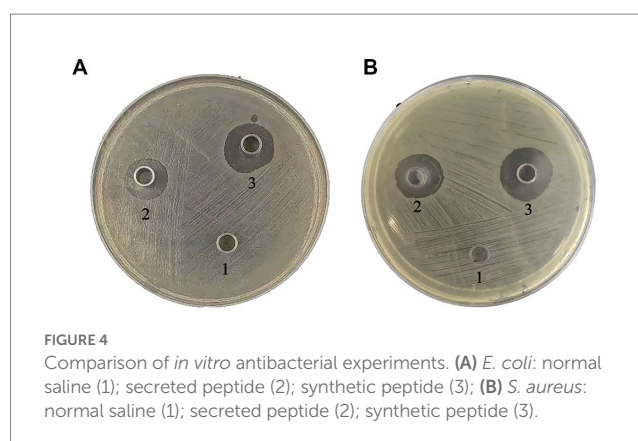 A
B
3
2
1
2
3
1
FIGURE 4
Comparison of in vitro antibacterial experiments. (A) E. coli: normal
saline (1); secreted peptide (2); synthetic peptide (3); (B) S. aureus:
normal saline (1); secreted peptide (2); synthetic peptide (3).